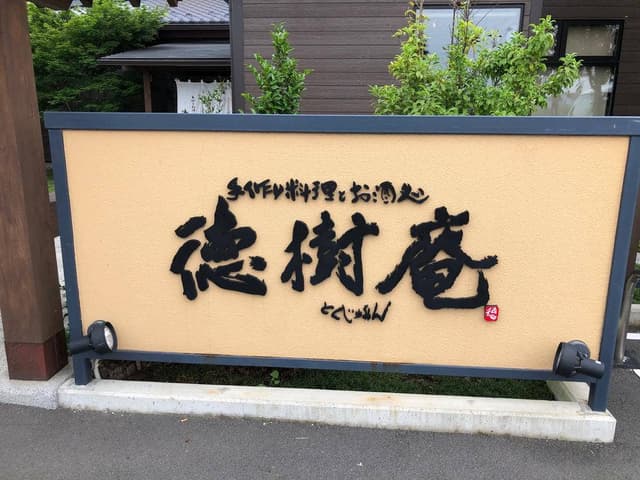 手作り料理とお酒処
徳樹庵
とくじゅあん